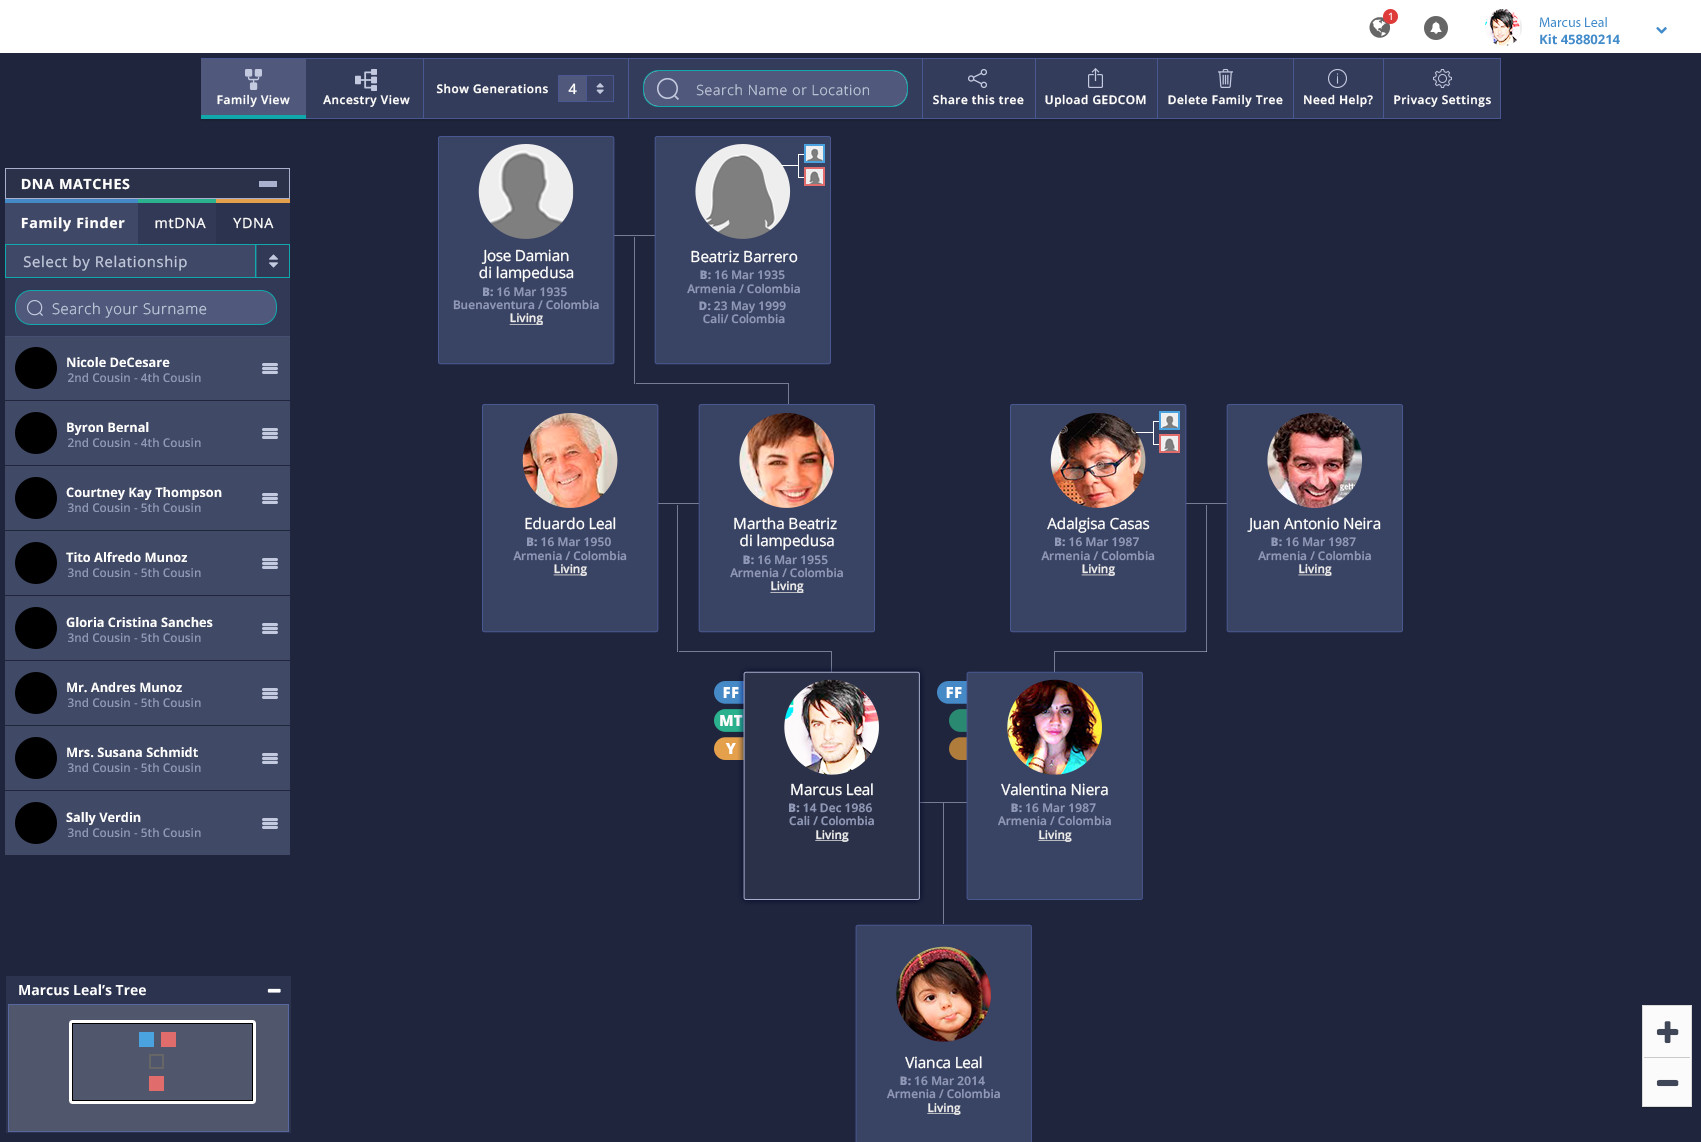 1
Marcus Leal
Kit 45880214
Family View
Ancestry View
Show Generations
4
Search Name or Location
Share this tree
Upload GEDCOM
Delete Family Tree
Need Help?
Privacy Settings
DNA MATCHES
Family Finder
mtDNA
YDNA
Select by Relationship
Search your Surname
Nicole DeCesare
2nd Cousin - 4th Cousin
Byron Bernal
2nd Cousin - 4th Cousin
Courtney Kay Thompson
3nd Cousin - 5th Cousin
Tito Alfredo Munoz
3nd Cousin - 5th Cousin
Gloria Cristina Sanches
3nd Cousin - 5th Cousin
Mr. Andres Munoz
3nd Cousin - 5th Cousin
Mrs. Susana Schmidt
3nd Cousin - 5th Cousin
Sally Verdin
3nd Cousin - 5th Cousin
Marcus Leal's Tree
Jose Damian
di lampedusa
B: 16 Mar 1935
Buenaventura / Colombia
Living
Beatriz Barrero
B: 16 Mar 1935
Armenia / Colombia
D: 23 May 1999
Cali/ Colombia
Eduardo Leal
B: 16 Mar 1950
Armenia / Colombia
Living
Martha Beatriz
di lampedusa
B: 16 Mar 1955
Armenia / Colombia
Living
Adalgisa Casas
B: 16 Mar 1987
Armenia / Colombia
Living
Juan Antonio Neira
B: 16 Mar 1987
Armenia / Colombia
Living
FF
MT
Y
Marcus Leal
B: 14 Dec 1986
Cali / Colombia
Living
FF
Valentina Niera
B: 16 Mar 1987
Armenia / Colombia
Living
Vianca Leal
B: 16 Mar 2014
Armenia / Colombia
Living